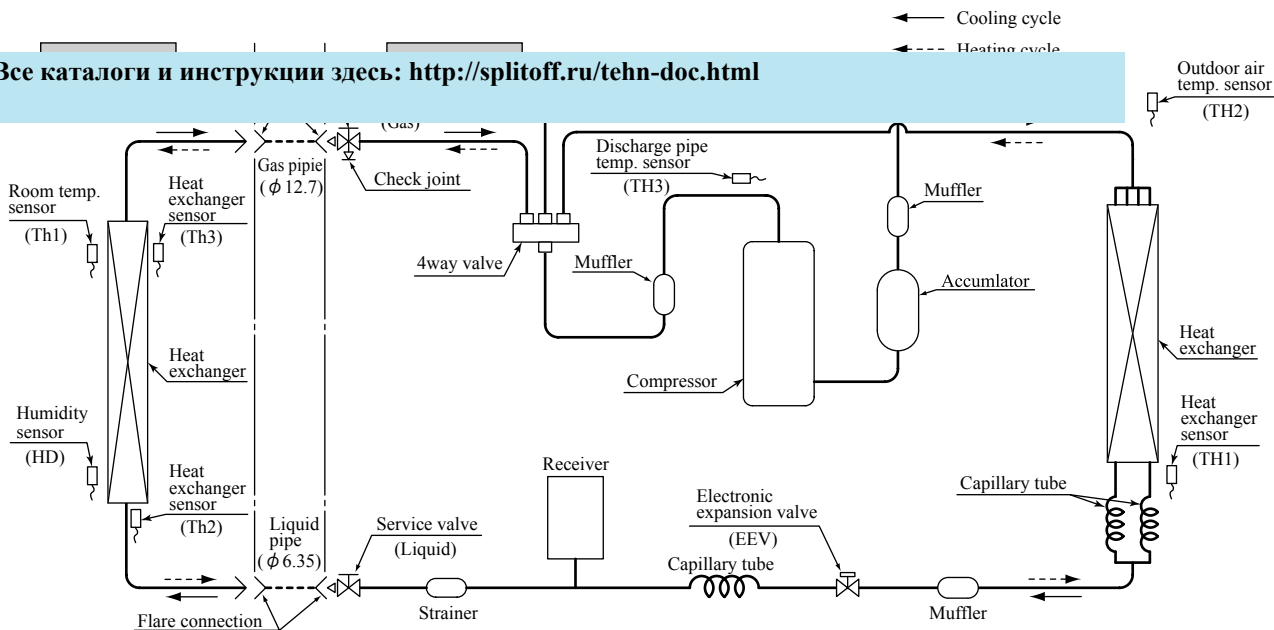 Cooling cycle
Heating cycle
Все каталоги и инструкции здесь: http://splitoff.ru/tehn-doc.html
Outdoor air
temp. sensor
(TH2)
(Gas)
Gas pipie
(ϕ 12.7)
Check joint
Discharge pipe
temp. sensor
(TH3)
Muffler
Room temp.
sensor
(Th1)
Heat
exchanger
sensor
(Th3)
4way valve
Muffler
Accumlator
Heat
exchanger
Compressor
Heat
exchanger
Humidity
sensor
(HD)
Heat
exchanger
sensor
(TH1)
Heat
exchanger
sensor
(Th2)
Receiver
Capillary tube
Electronic
expansion valve
(EEV)
Liquid
pipe
(ϕ 6.35)
Service valve
(Liquid)
Capillary tube
Strainer
Muffler
Flare connection